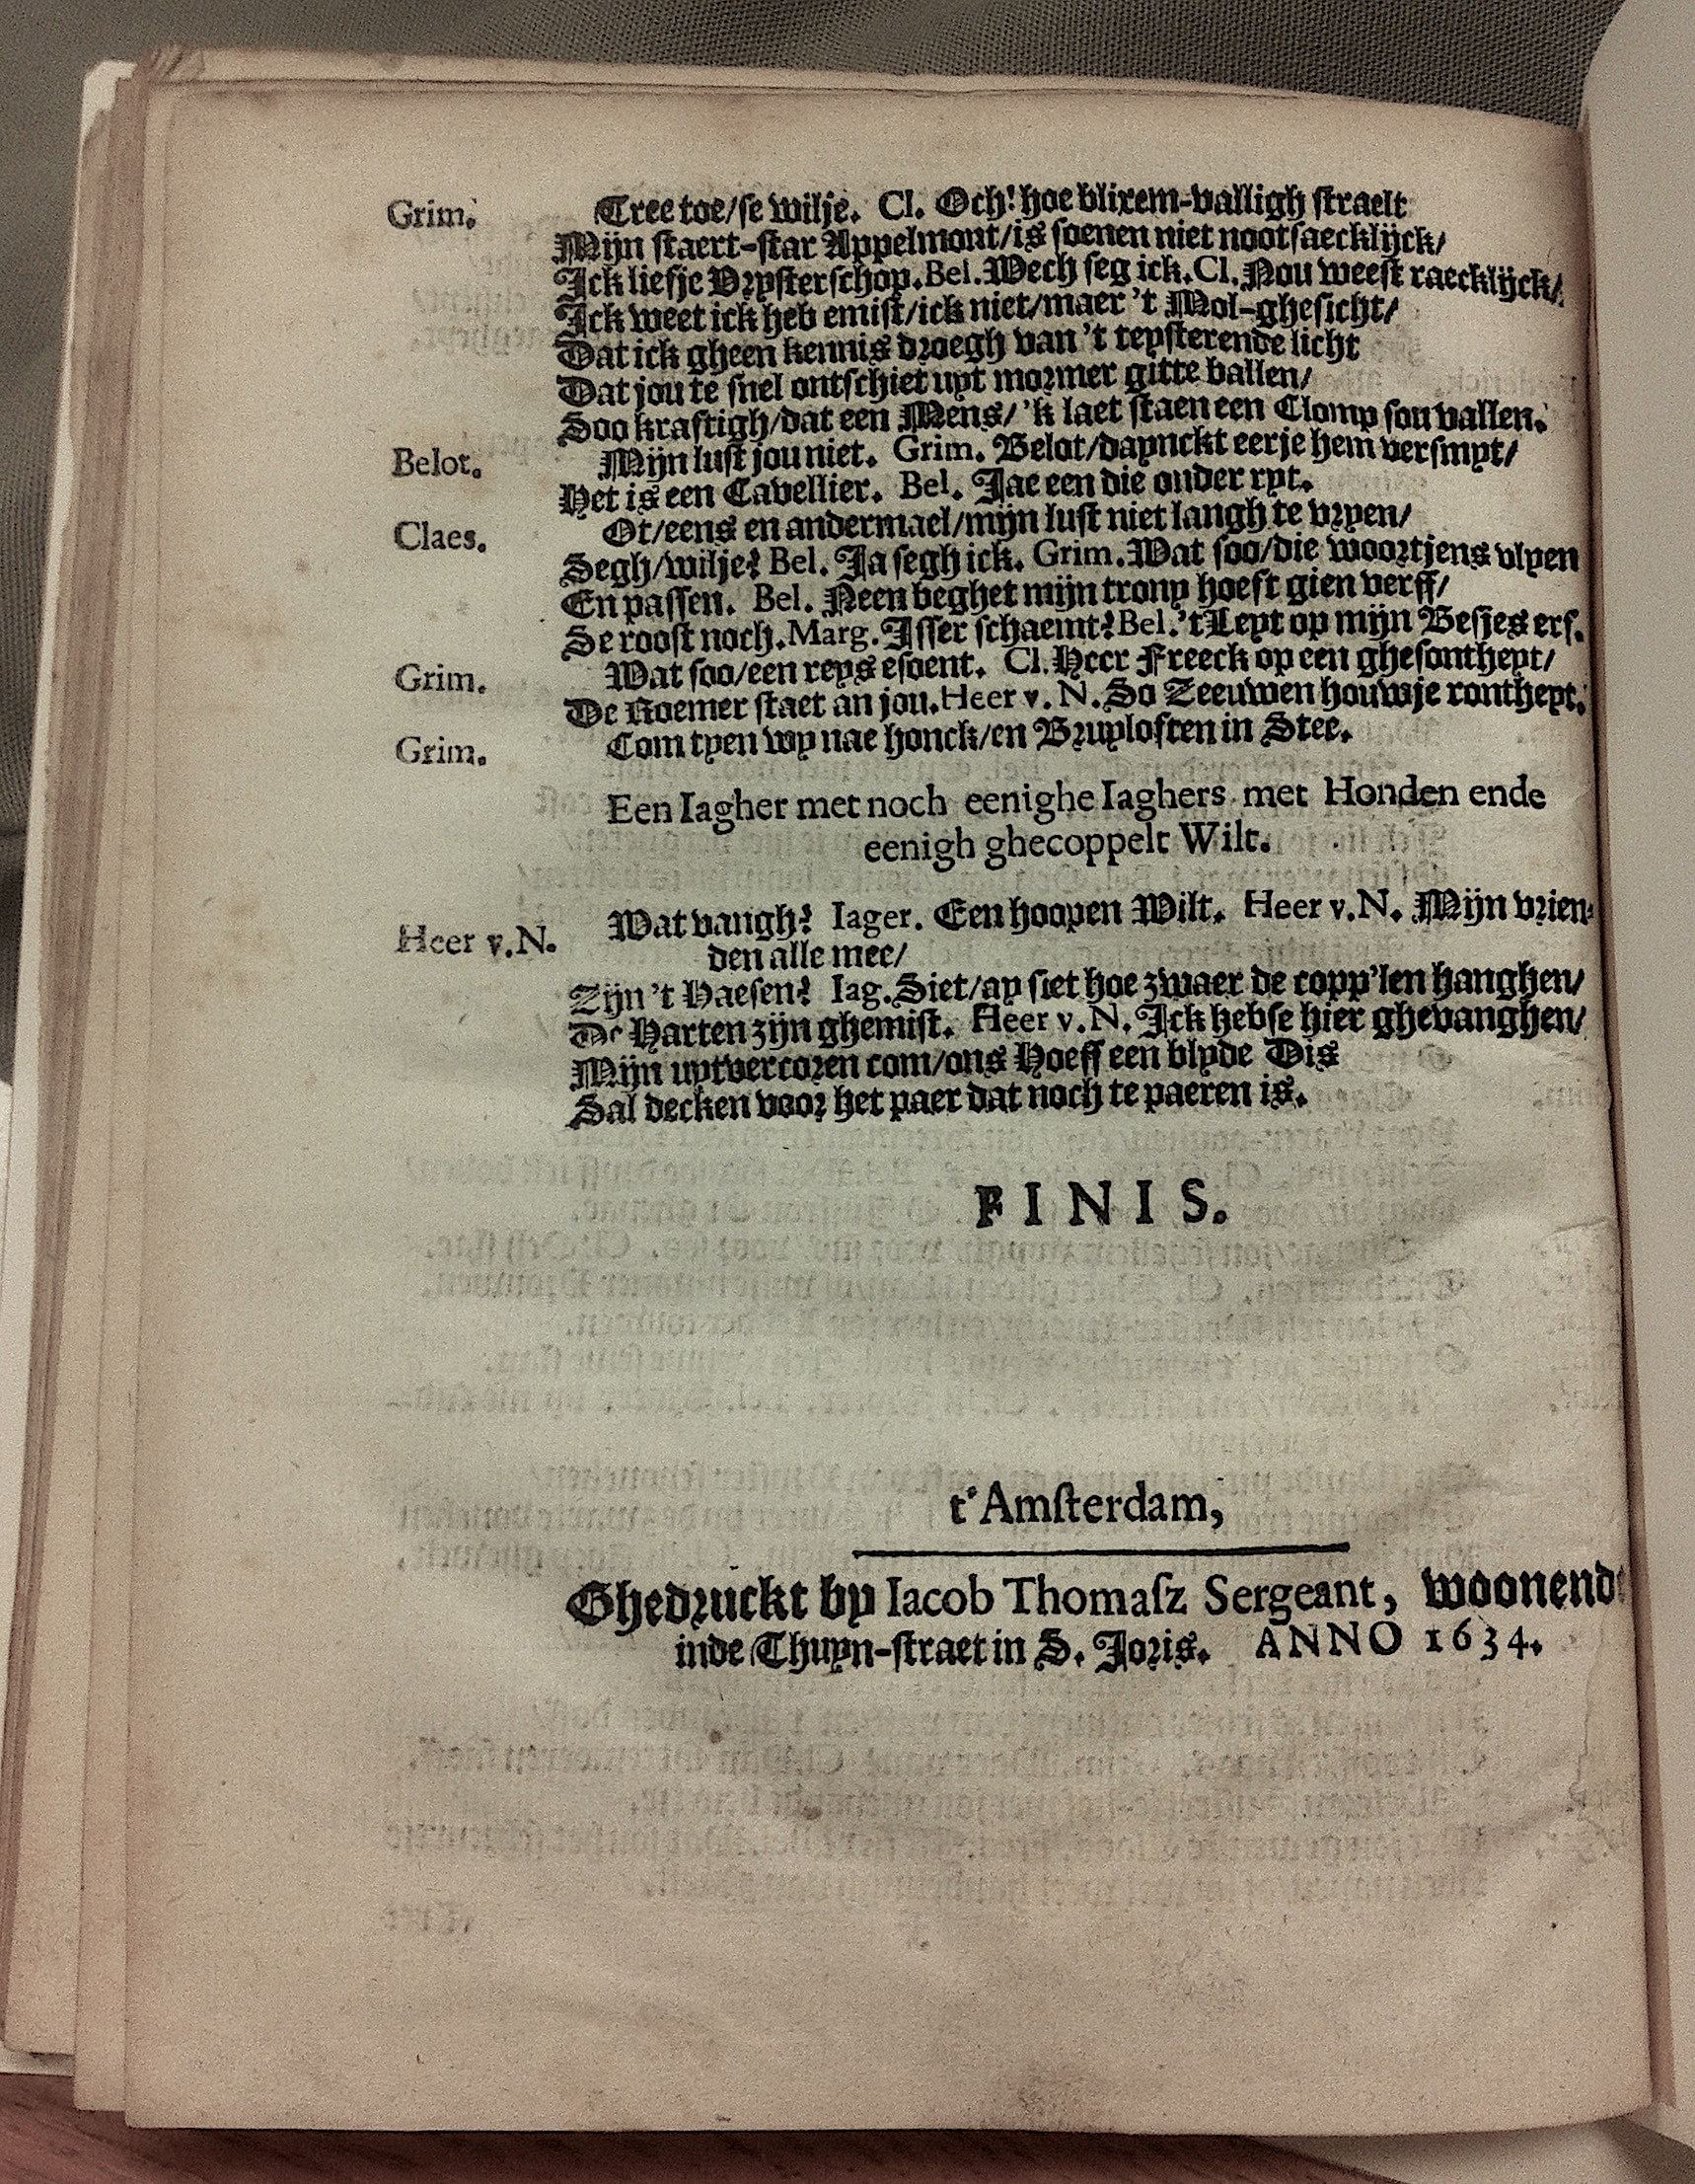 Grim. Tree toe/se wilje. Cl. Och! hoe blixem-valligh straelt
Mijn staert-star Appelmont/is soenen niet nootsaecklijck/
Ick liefje Vrysterschop. Bel. Wech seg ick. Cl. Nou weest raecklijck/
Ick weet ick heb emist/ick niet/maer 't Mol-ghesicht/
Dat ick gheen kennis droegh van 't teysterende licht
Dat jou te snel ontschiet uyt mormer gitte ballen/
Soo kraftigh/dat een Mens/'k laet staen een Clomp sou vallen.
Belot. Mijn lust jou niet. Grim. Belot/daynckt eerje hem versmyt/
Het is een Cavellier. Bel. Jae een die onder ryt.
Claes. Ot/eens en andermael/mijn lust niet langh te vryen/
Segh/wilje? Bel. Ja segh ick. Grim. Wat soo/die woortjens vlyen
En passen. Bel. Neen beghet mijn trony hoeft gien verff/
Se roost noch. Marg. Isser schaemt? Bel. 't Leyt op mijn Besjes erf.
Grim. Wat soo/een reys esoent. Cl. Heer Freeck op een ghesontheyt/
De Roemer staet an jou. Heer v. N. So Zeeuwen houwje rontheyt.
Grim. Com tyen wy nae honck/en Bruyloften in Stee.
Een Iagher met noch eenighe Iaghers met Honden ende
eenigh ghecoppelt Wilt.
Heer v. N. Wat vangh? Iager. Een hoopen Wilt. Heer v. N. Mijn vrien-
den alle mee/
Zijn 't Haesen? Iag. Siet/ay siet hoe zwaer de copp'len hanghen/
De Harten zijn ghemist. Heer v. N. Ick hebse hier ghevanghen/
Mijn uytvercoren com/ons Hoeff een blyde Dis
Sal decken voor het paer dat noch te paeren is.
FINIS.
t'Amsterdam,
Ghedruckt by Iacob Thomasz Sergeant, woonende
inde Thuyn-straet in S. Joris. ANNO 1634.